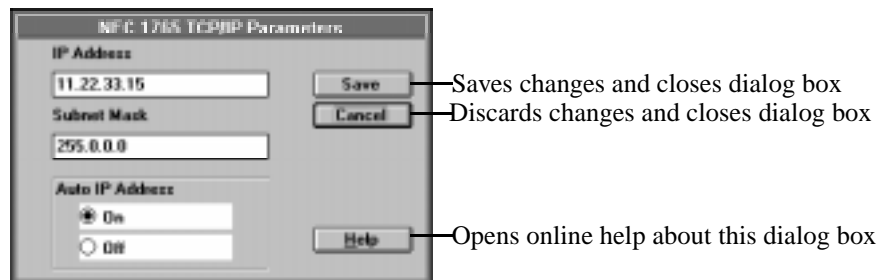 NFC 1765 TCP/IP Parameters
IP Address
11.22.33.15
Save
Saves changes and closes dialog box
Subnet Mask
Cancel
Discards changes and closes dialog box
255.0.0.0
Auto IP Address
On
Off
Help
Opens online help about this dialog box